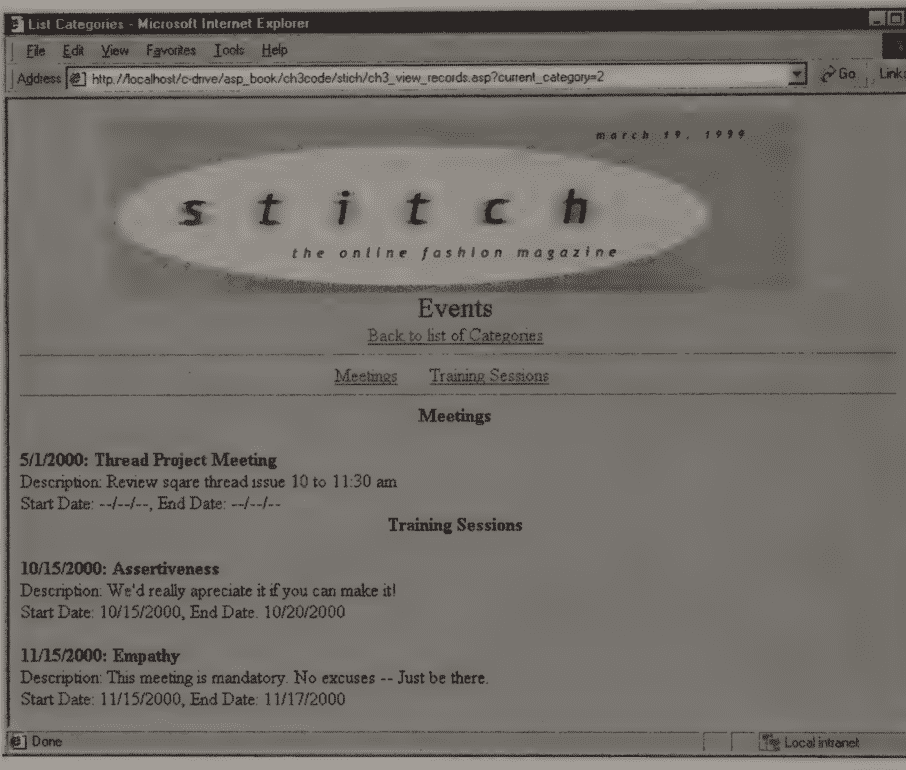 List Categories - Microsoft Internet Explorer
File Edit View Favorites Tools Help
Address http://localhost/c-drive/asp_book/ch3code/stich/ch3_view_records.asp?current_category=2 Go Links
march 19, 1999
stitch
the online fashion magazine
Events
Back to list of Categories
Meetings Training Sessions
Meetings
5/1/2000: Thread Project Meeting
Description: Review sqare thread issue 10 to 11:30 am
Start Date: --/--/--, End Date: --/--/--
Training Sessions
10/15/2000: Assertiveness
Description: We'd really apreciate it if you can make it!
Start Date: 10/15/2000, End Date: 10/20/2000
11/15/2000: Empathy
Description: This meeting is mandatory. No excuses -- Just be there.
Start Date: 11/15/2000, End Date: 11/17/2000
Done Local intranet